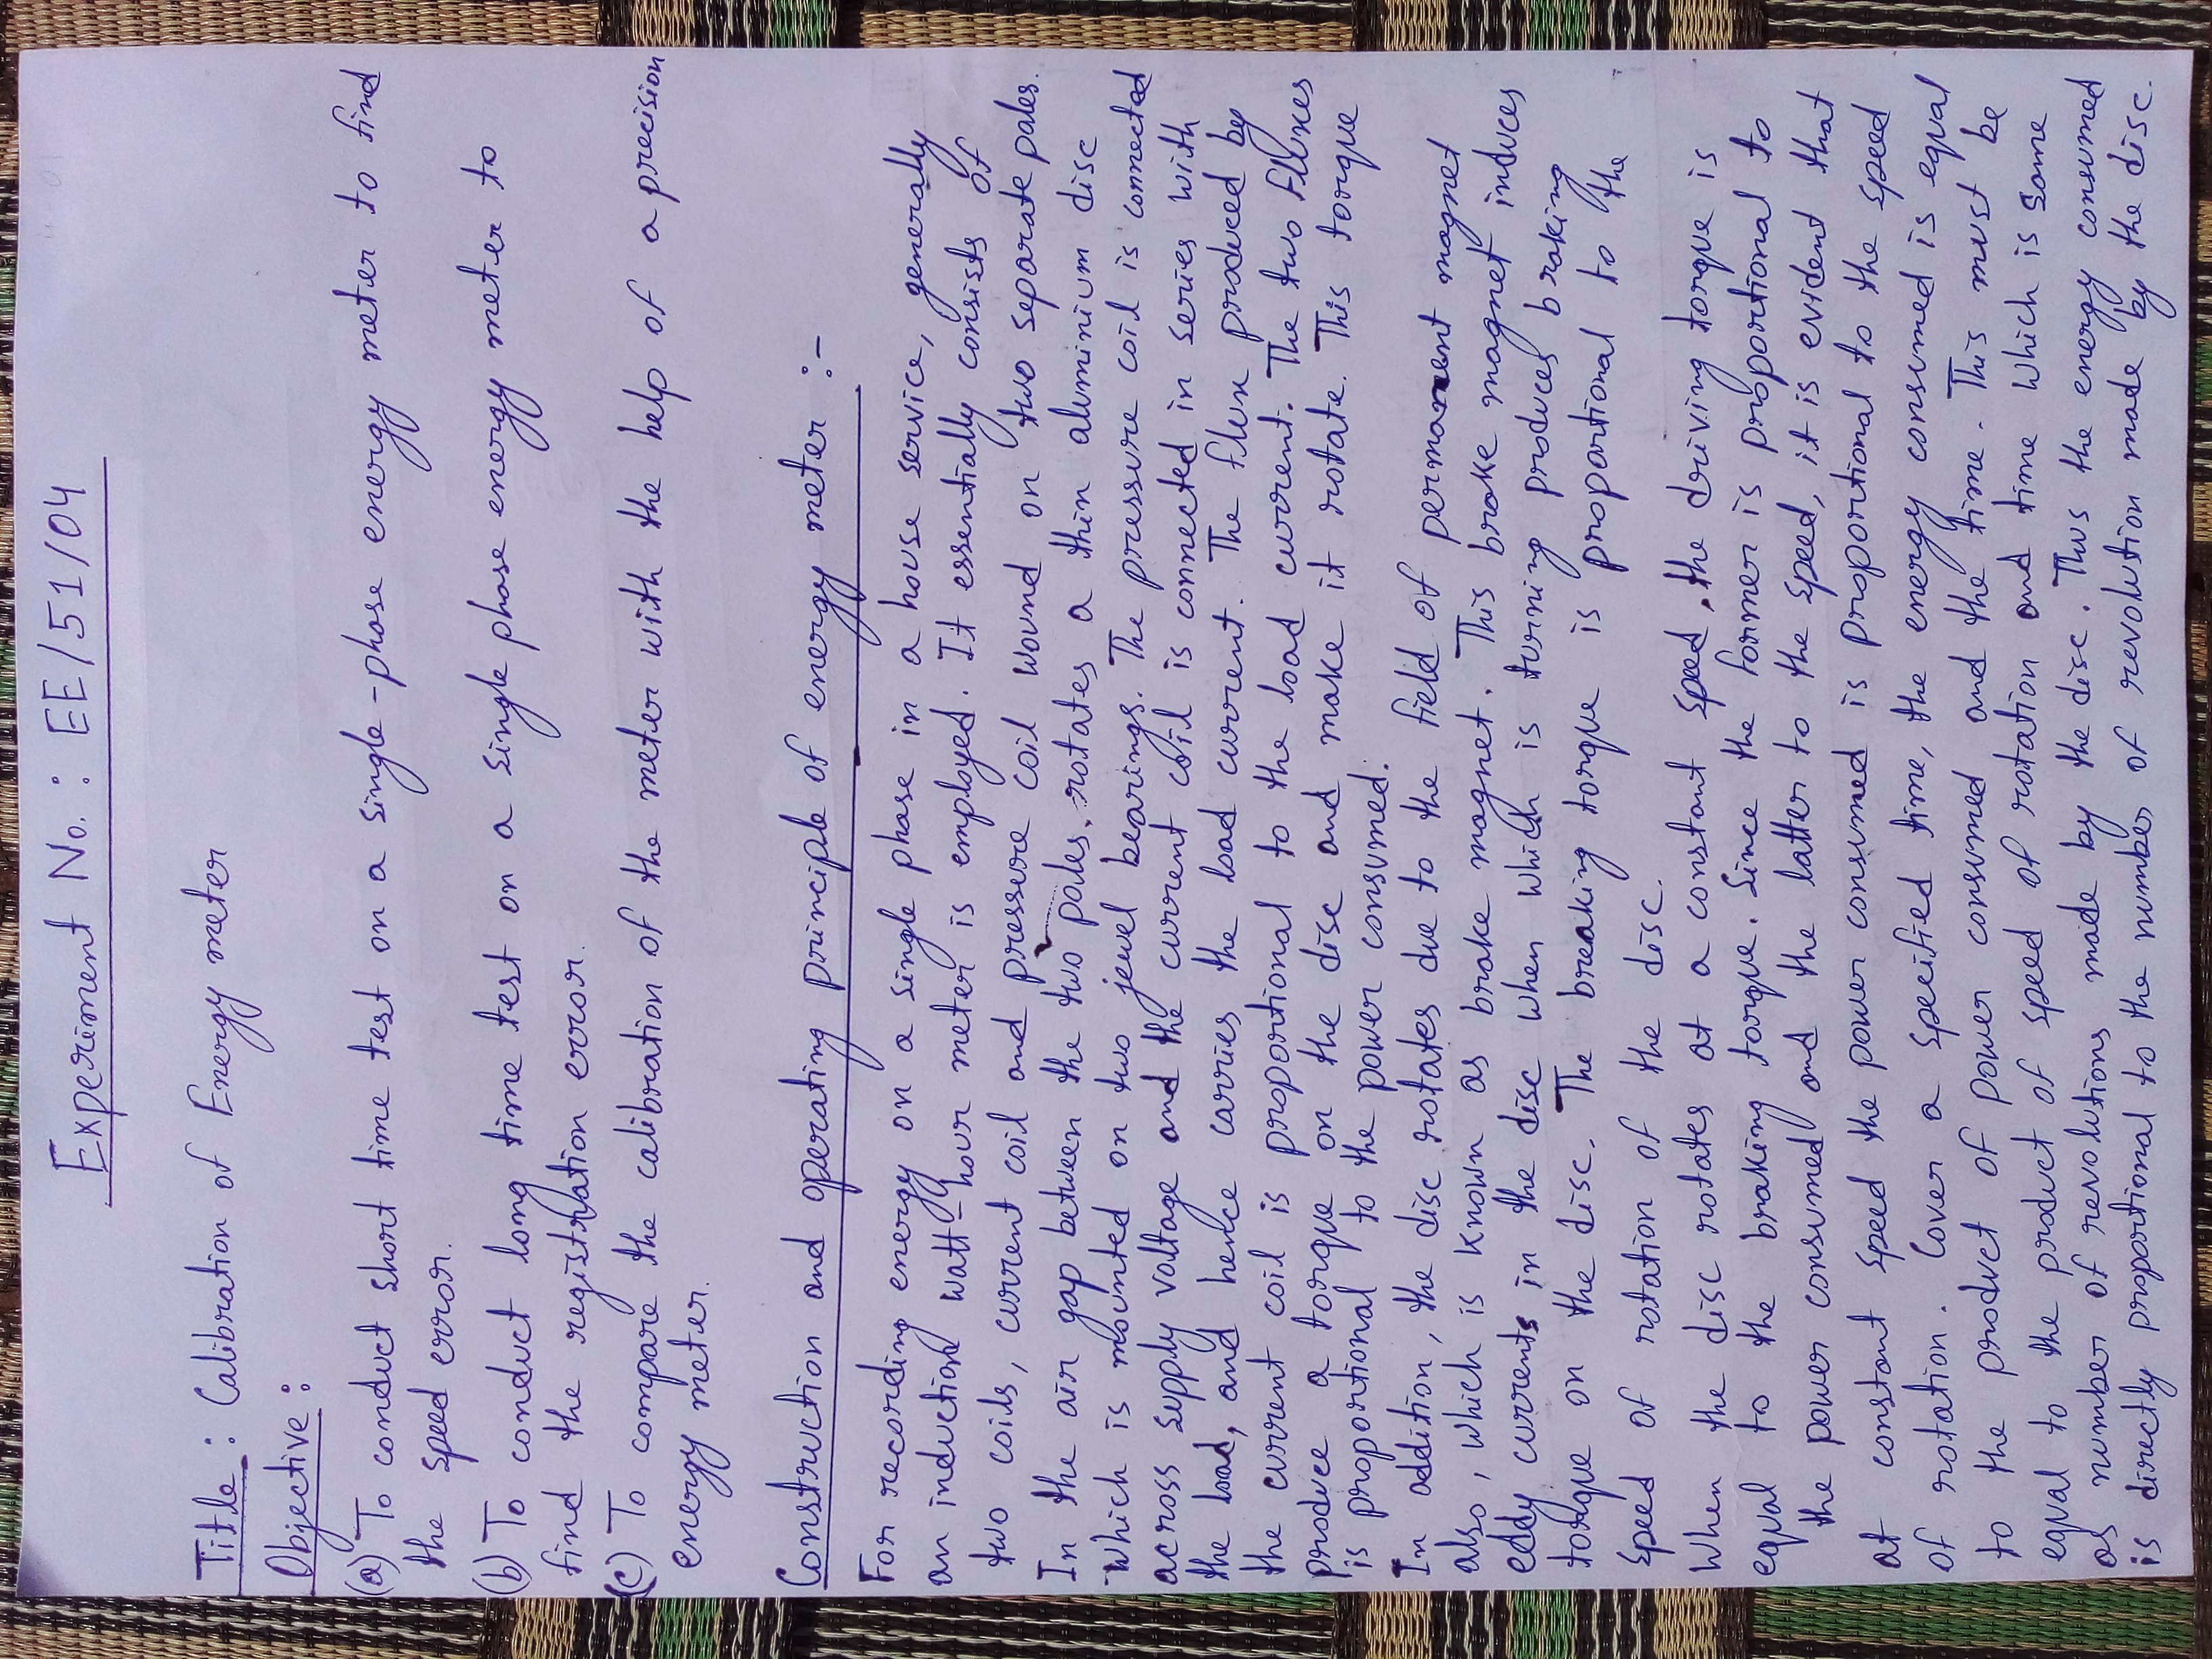 Experiment No. : EE/51/04
Title : Calibration of Energy meter
Objective :
(a) To conduct short time test on a single-phase energy meter to find
the speed error.
(b) To conduct long time test on a single phase energy meter to
find the registration error.
(c) To compare the calibration of the meter with the help of a precision
energy meter.
Construction and operating principle of energy meter :-
For recording energy on a single phase in a house service, generally
an induction watt-hour meter is employed. It essentially consists of
two coils, current coil and pressure coil wound on two separate poles.
In the air gap between the two poles, rotates a thin aluminium disc
which is mounted on two jewel bearings. The pressure coil is connected
across supply voltage and the current coil is connected in series with
the load, and hence carries the load current. The flux produced by
the current coil is proportional to the load current. The two fluxes
produce a torque on the disc and make it rotate. This torque
is proportional to the power consumed.
In addition, the disc rotates due to the field of permanent magnet
also, which is known as brake magnet. This brake magnet induces
eddy currents in the disc when which is turning produces braking
torque on the disc. The breaking torque is proportional to the
speed of rotation of the disc.
When the disc rotates at a constant speed, the driving torque is
equal to the braking torque. Since the former is proportional to
the power consumed and the latter to the speed, it is evident that
at constant speed the power consumed is proportional to the speed
of rotation. Cover a specified time, the energy consumed is equal
to the product of power consumed and the time. This must be
equal to the product of speed of rotation and time which is same
as number of revolutions made by the disc. Thus the energy consumed
is directly proportional to the number of revolution made by the disc.